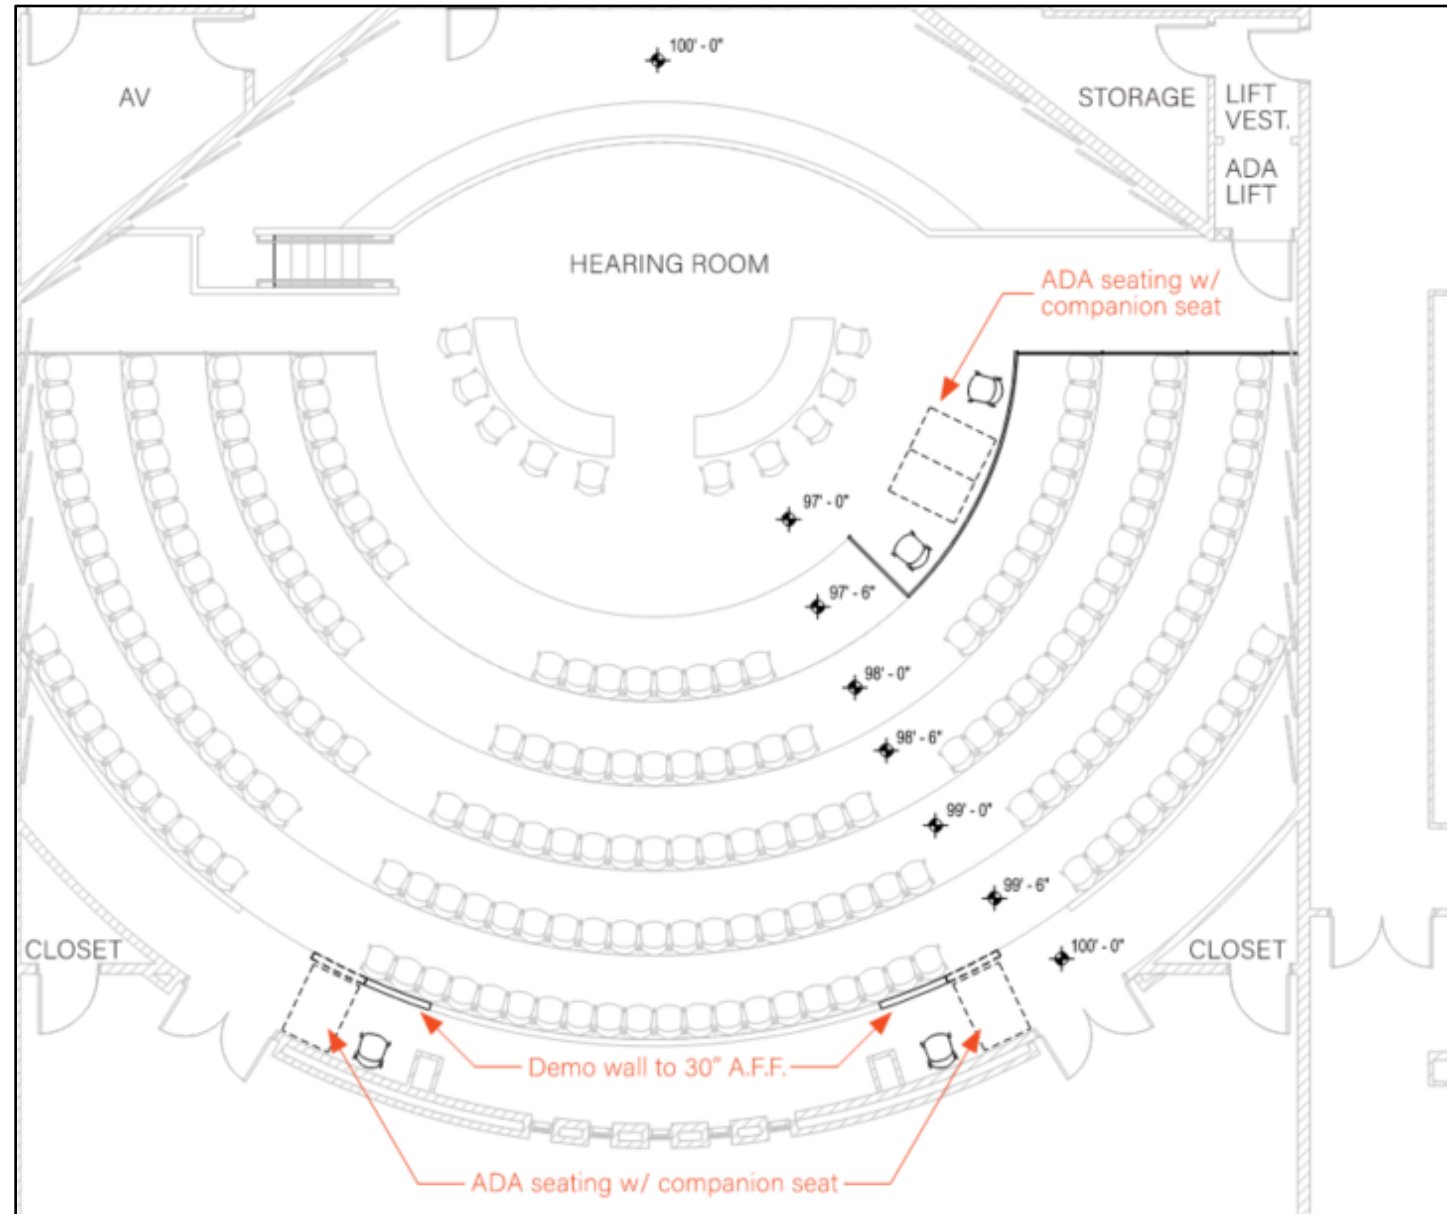 100' - 0"
AV
STORAGE
LIFT
VEST.
ADA
LIFT
HEARING ROOM
ADA seating w/
companion seat
97' - 0"
97' - 6"
98' - 0"
98' - 6"
99' - 0"
99' - 6"
100' - 0"
CLOSET
CLOSET
Demo wall to 30" A.F.F.
ADA seating w/ companion seat